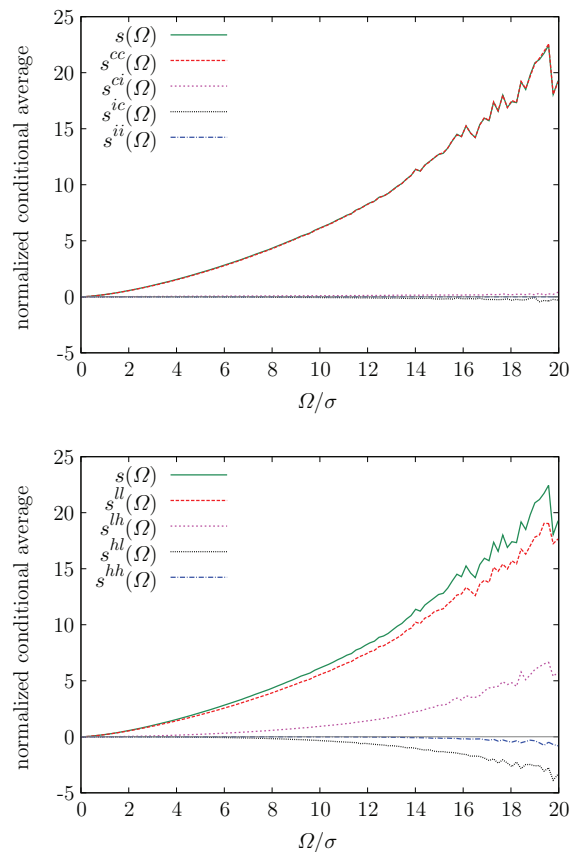 normalized conditional average
25
20
15
10
5
0
-5
s(Ω)
s^{cc}(Ω)
s^{ci}(Ω)
s^{ic}(Ω)
s^{ii}(Ω)
0 2 4 6 8 10 12 14 16 18 20
Ω/σ
normalized conditional average
25
20
15
10
5
0
-5
s(Ω)
s^{ll}(Ω)
s^{lh}(Ω)
s^{hl}(Ω)
s^{hh}(Ω)
0 2 4 6 8 10 12 14 16 18 20
Ω/σ